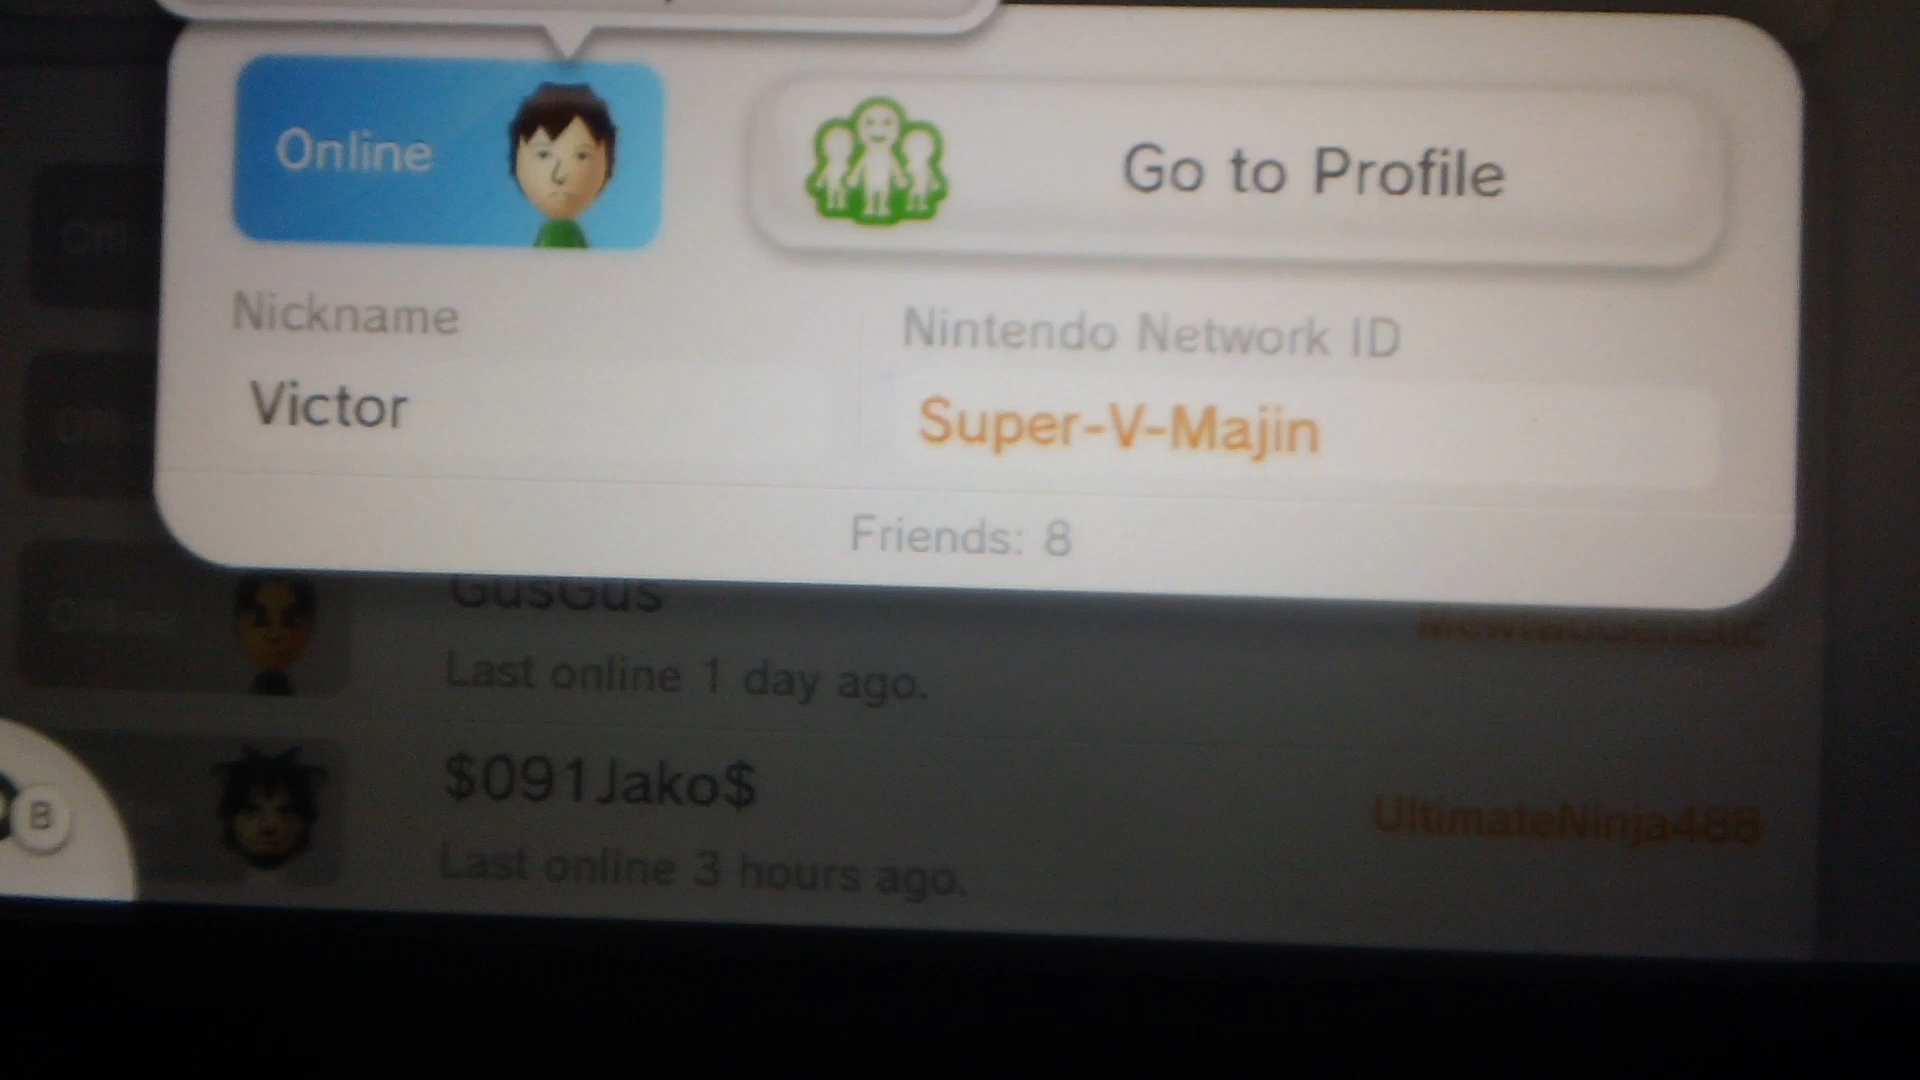 Online
Go to Profile
Nickname
Nintendo Network ID
Victor
Super-V-Majin
Friends: 8
GusGus
Last online 1 day ago.
$091Jako$
UltimateNinja488
Last online 3 hours ago.
B